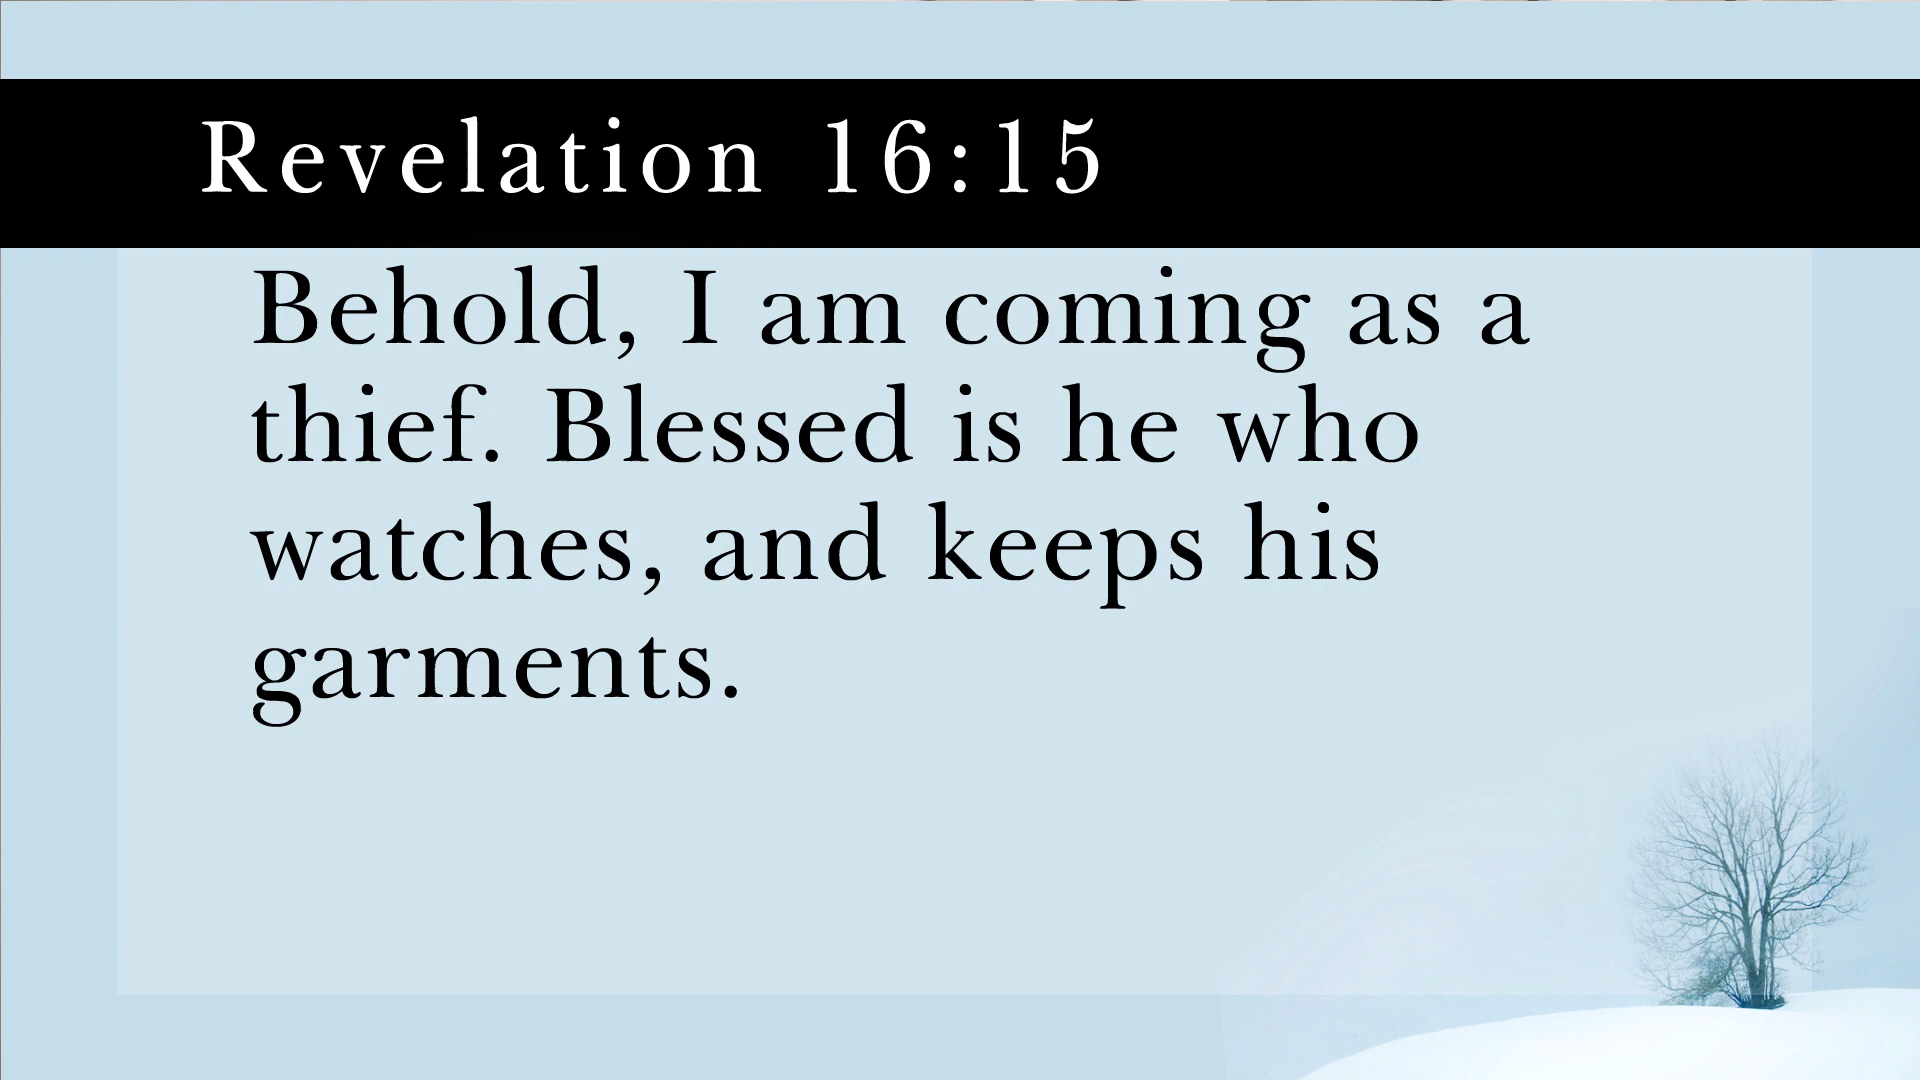 Revelation 16:15
Behold, I am coming as a
thief. Blessed is he who
watches, and keeps his
garments.